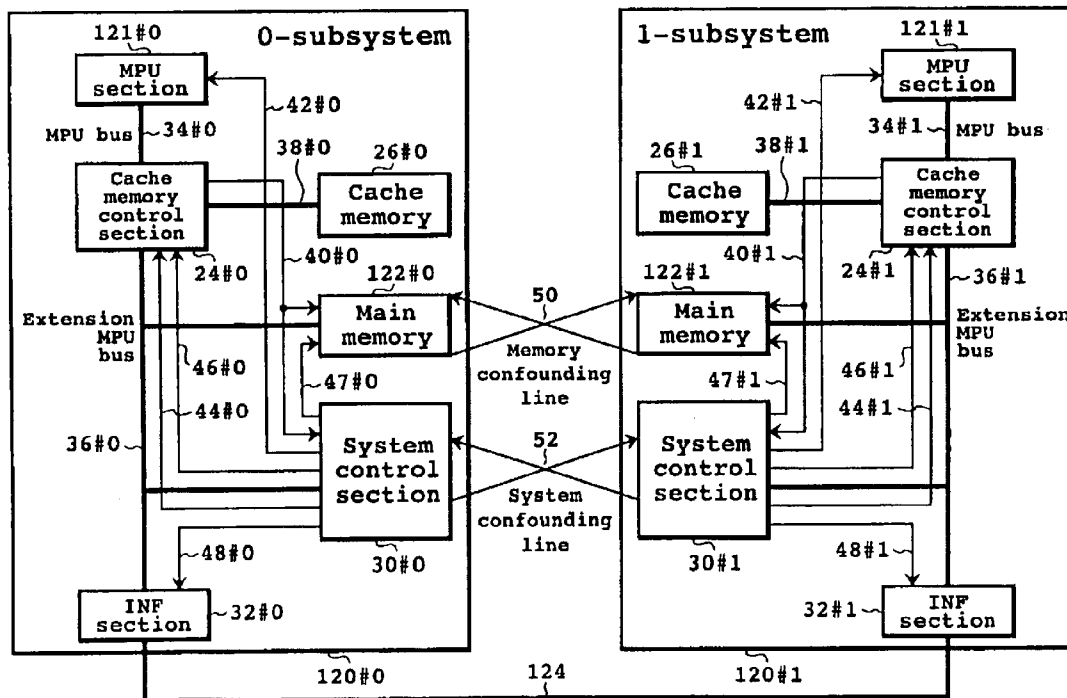 121#0
0-subsystem
MPU
section
42#0
MPU bus
34#0
38#0
26#0
Cache
memory
control
section
Cache
memory
24#0
40#0
122#0
Main
memory
Extension
MPU
bus
46#0
47#0
44#0
36#0
System
control
section
30#0
48#0
INF
section
32#0
120#0
50
Memory
confounding
line
52
System
confounding
line
124
1-subsystem
121#1
MPU
section
42#1
34#1
MPU bus
26#1
38#1
Cache
memory
Cache
memory
control
section
40#1
24#1
36#1
122#1
Main
memory
Extension
MPU
bus
46#1
47#1
44#1
System
control
section
30#1
48#1
32#1
INF
section
120#1